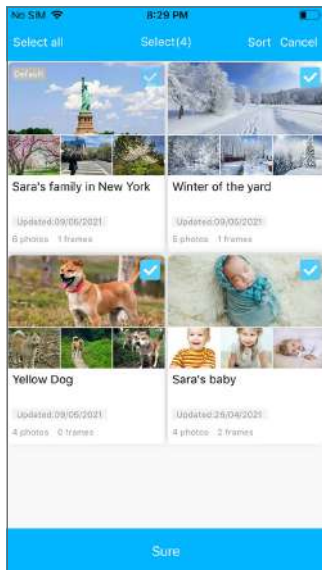 No SIM 8:29 PM
Select all Select(4) Sort Cancel
Default
Sara's family in New York
Updated:09/06/2021
6 photos 1 frames
Winter of the yard
Updated:09/06/2021
6 photos 1 frames
Yellow Dog
Updated:09/06/2021
4 photos 0 frames
Sara's baby
Updated:26/04/2021
4 photos 2 frames
Sure